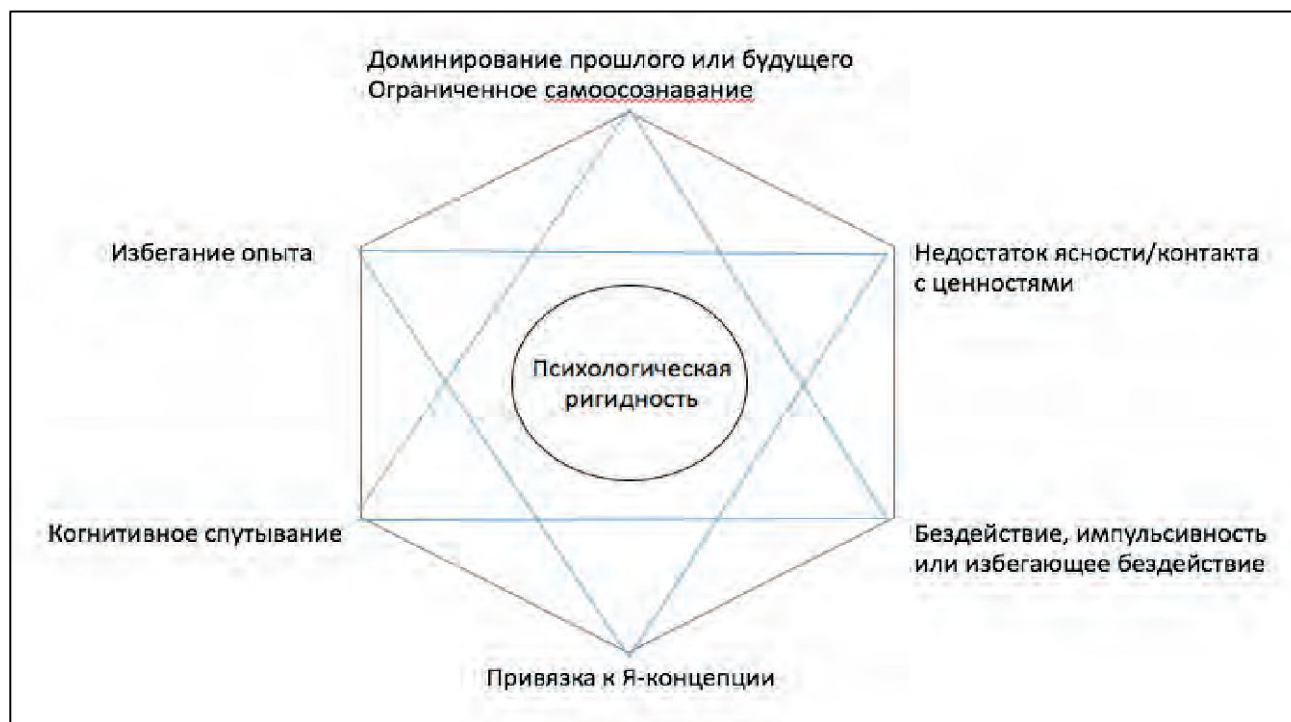 Доминирование прошлого или будущего
Ограниченное самоосознавание
Избегание опыта
Недостаток ясности/контакта
с ценностями
Психологическая
ригидность
Когнитивное спутывание
Бездействие, импульсивность
или избегающее бездействие
Привязка к Я-концепции